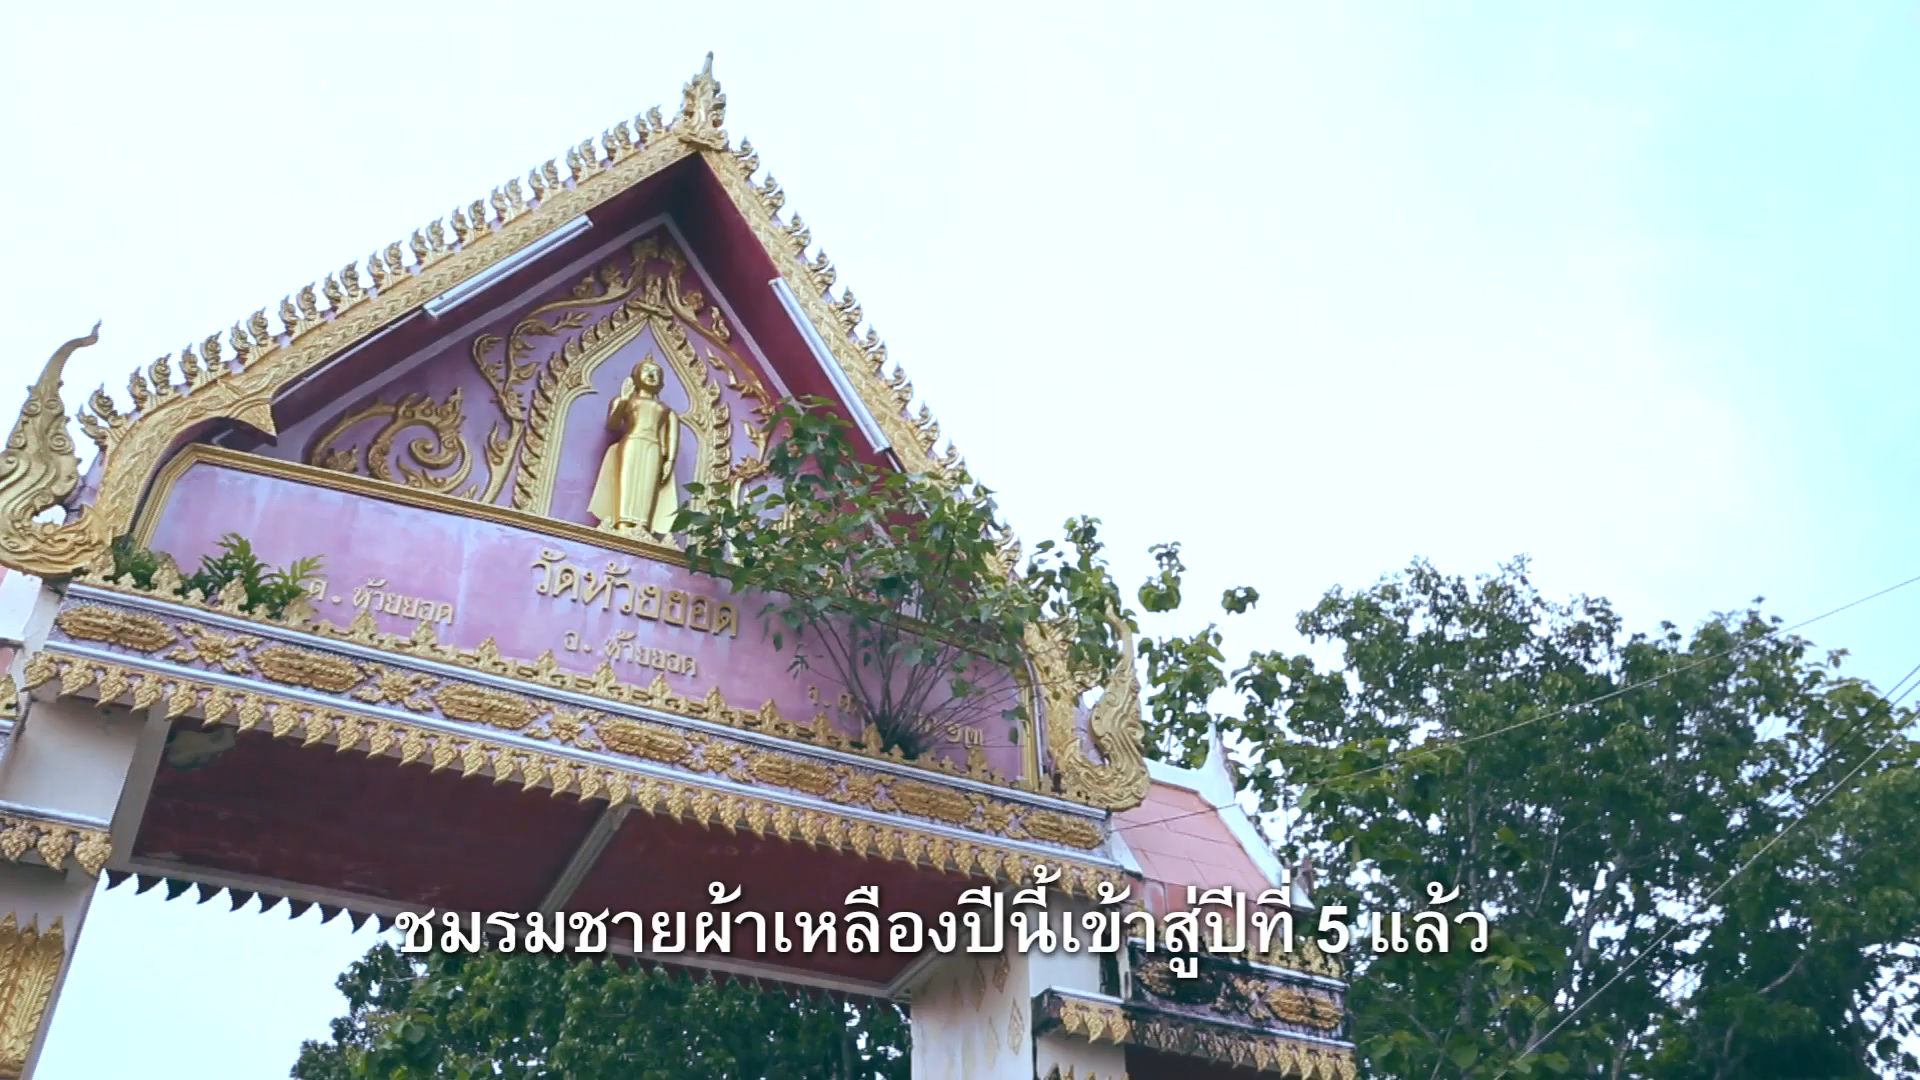 วัดห้วยยอด
ต. ห้วยยอด
อ. ห้วยยอด
ชมรมชายผ้าเหลืองปีนี้เข้าสู่ปีที่ 5 แล้ว